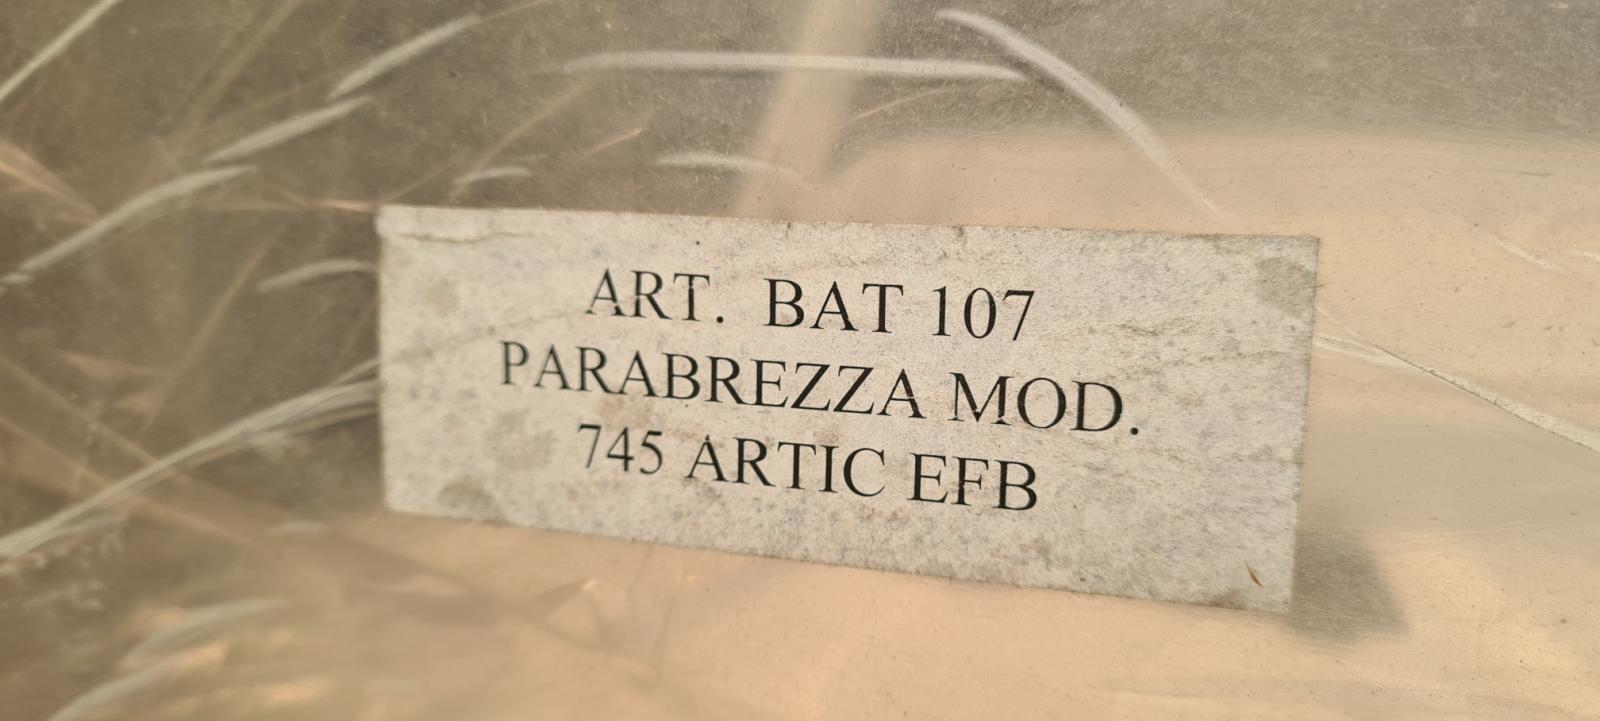 ART. BAT 107
PARABREZZA MOD.
745 ARTIC EFB